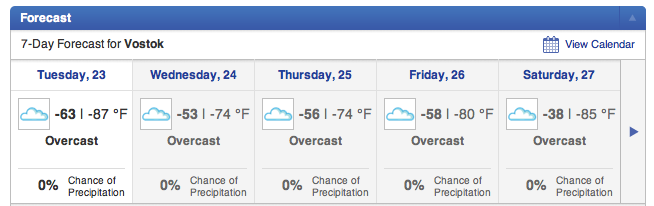 Forecast
7-Day Forecast for Vostok
View Calendar
Tuesday, 23
-63 | -87 °F
Overcast
0%
Chance of
Precipitation
Wednesday, 24
-53 | -74 °F
Overcast
0%
Chance of
Precipitation
Thursday, 25
-56 | -74 °F
Overcast
0%
Chance of
Precipitation
Friday, 26
-58 | -80 °F
Overcast
0%
Chance of
Precipitation
Saturday, 27
-38 | -85 °F
Overcast
0%
Chance of
Precipitation